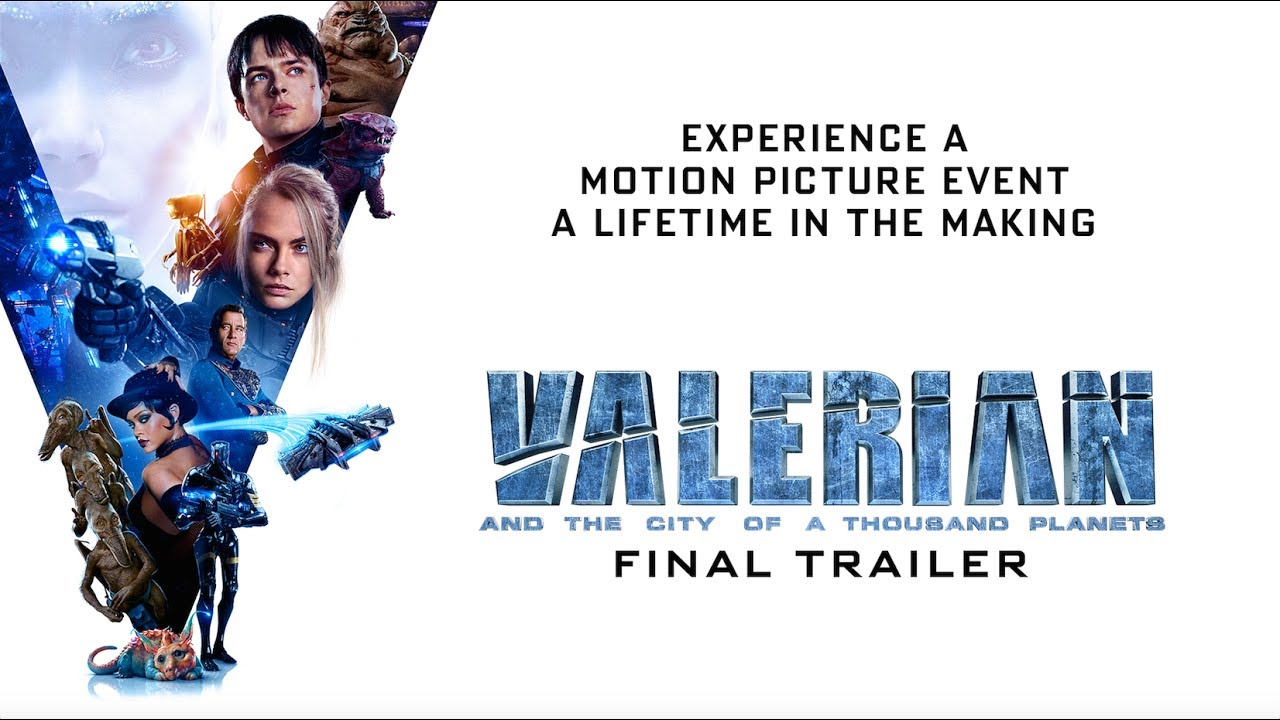 EXPERIENCE A
MOTION PICTURE EVENT
A LIFETIME IN THE MAKING
VALERIAN
AND THE CITY OF A THOUSAND PLANETS
FINAL TRAILER